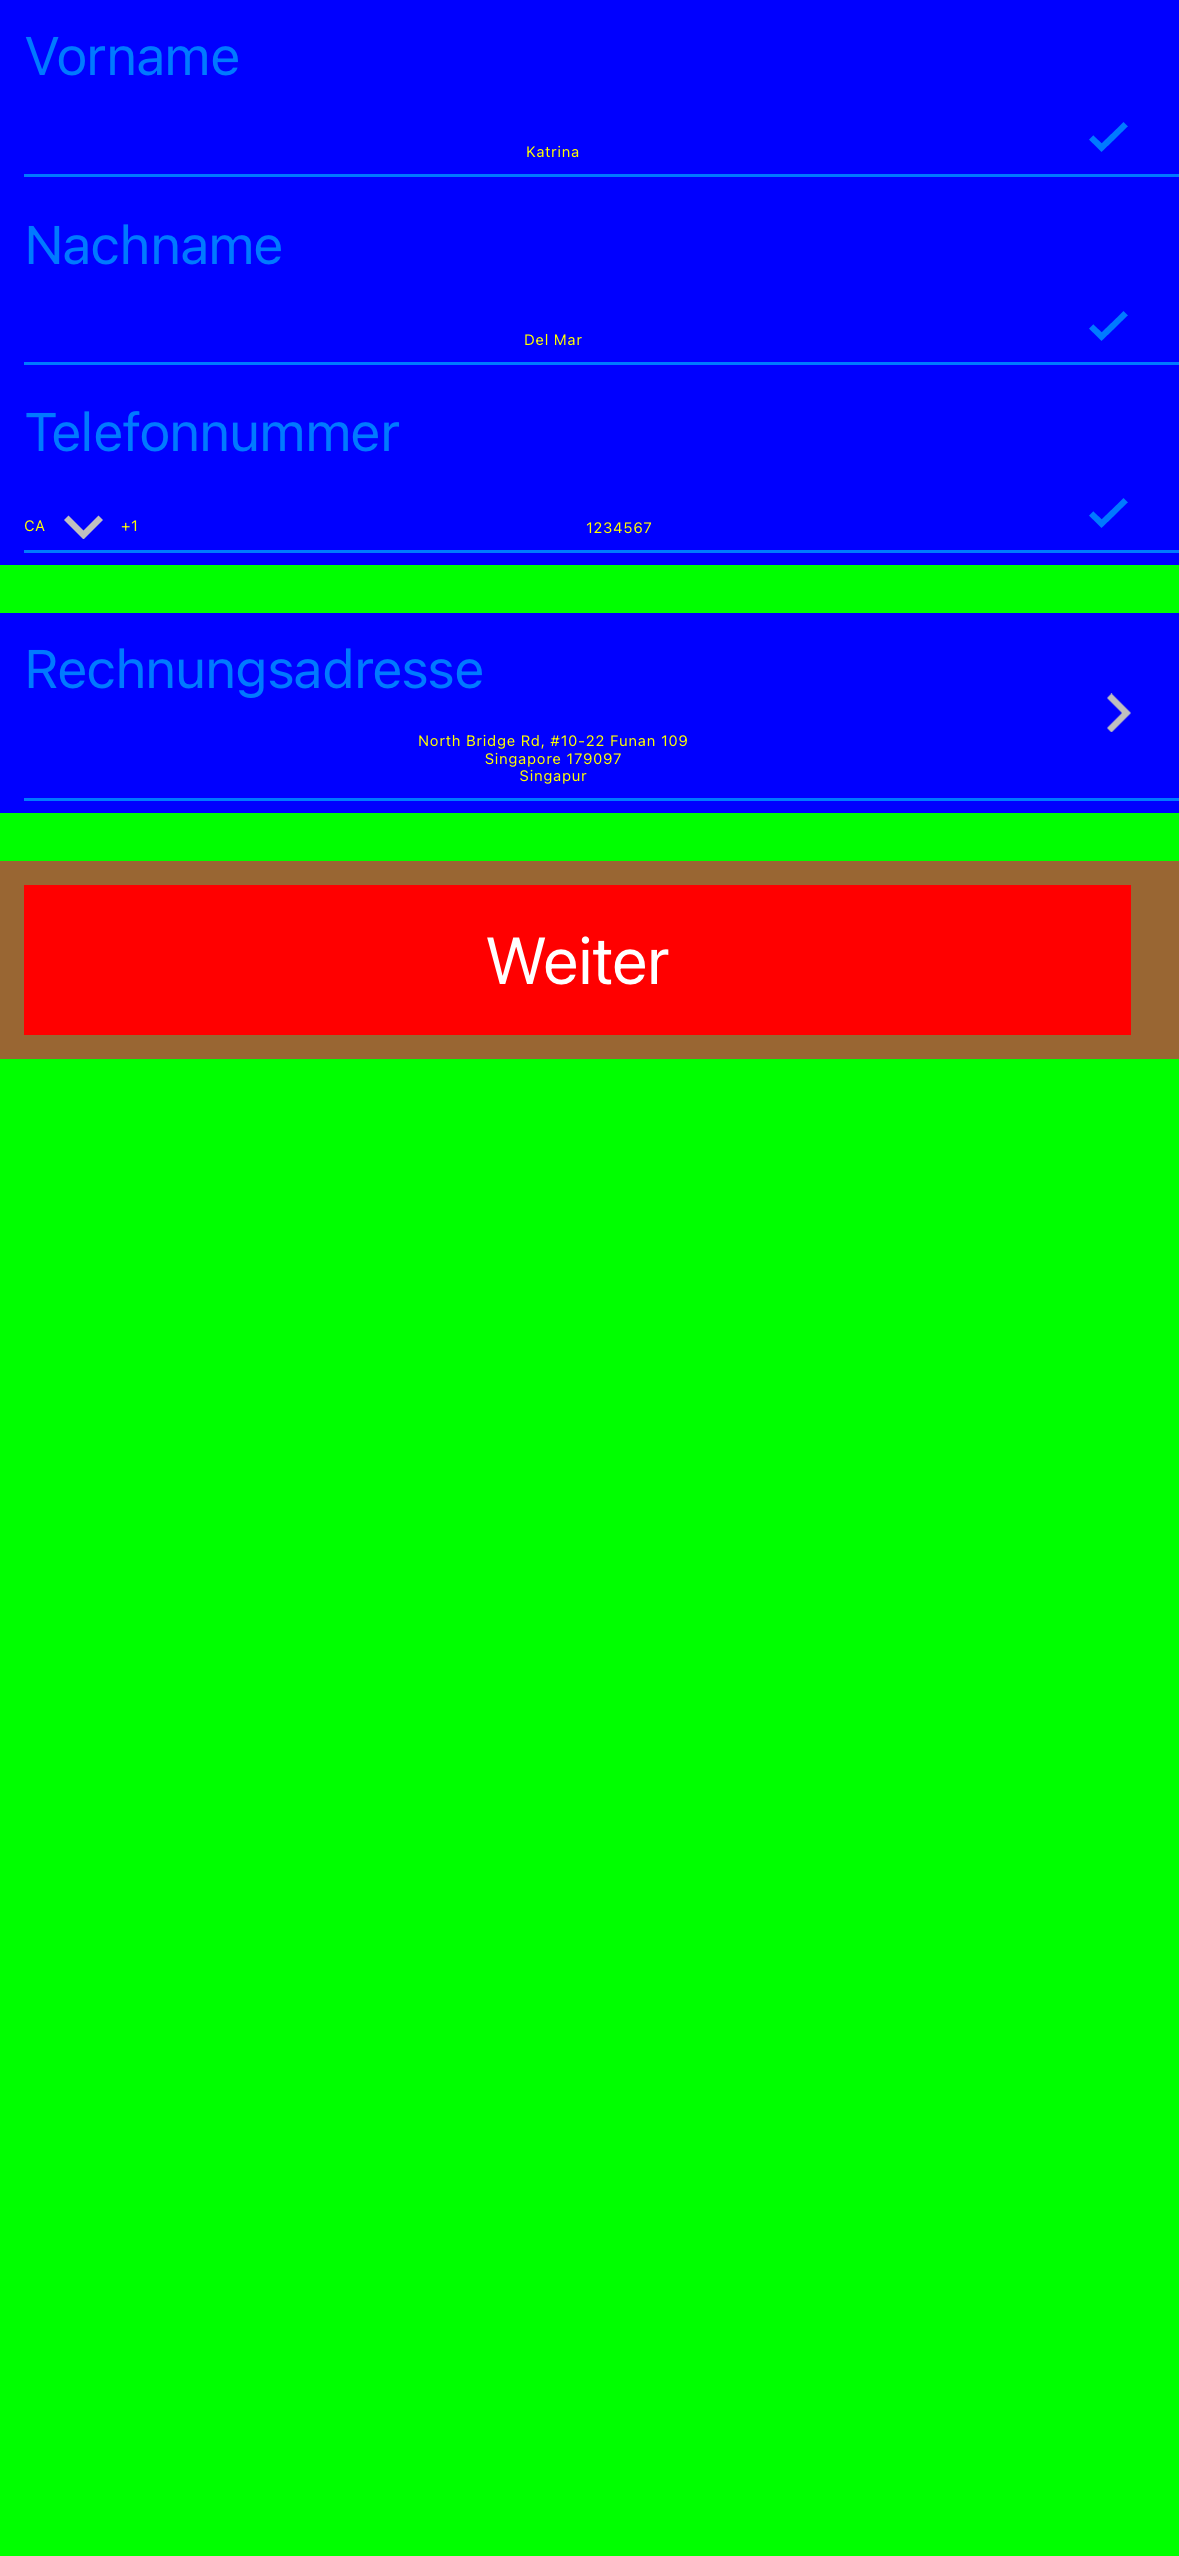 Vorname
Katrina
Nachname
Del Mar
Telefonnummer
CA +1 1234567
Rechnungsadresse
North Bridge Rd, #10-22 Funan 109
Singapore 179097
Singapur
Weiter